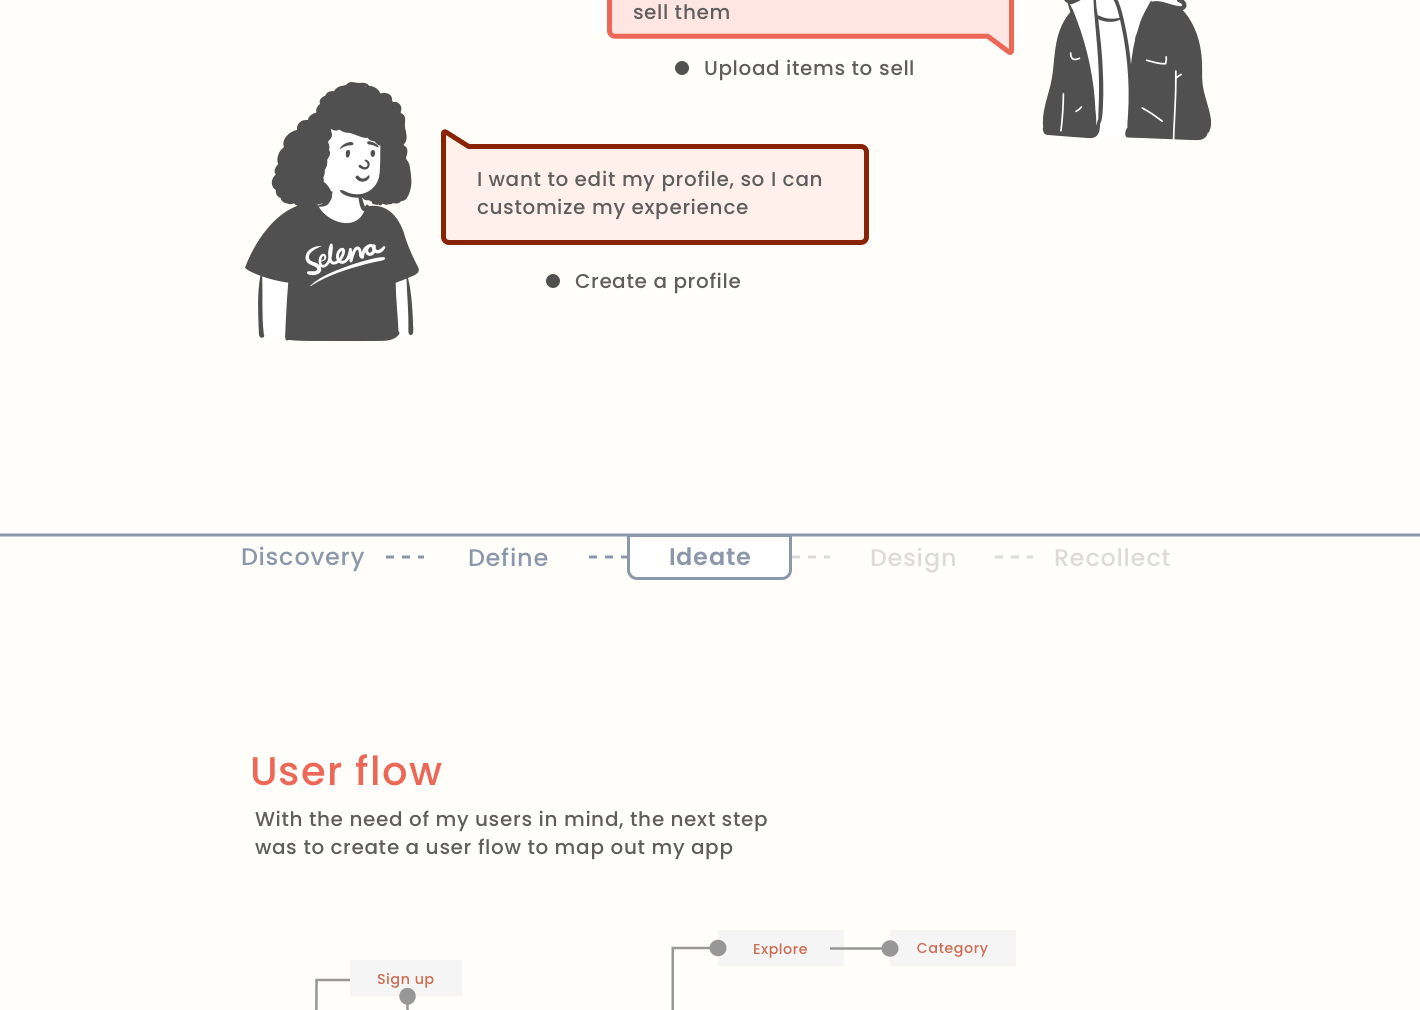 sell them
Upload items to sell
I want to edit my profile, so I can
customize my experience
Selena
Create a profile
Discovery
Define
Ideate
Design
Recollect
User flow
With the need of my users in mind, the next step
was to create a user flow to map out my app
Explore
Category
Sign up